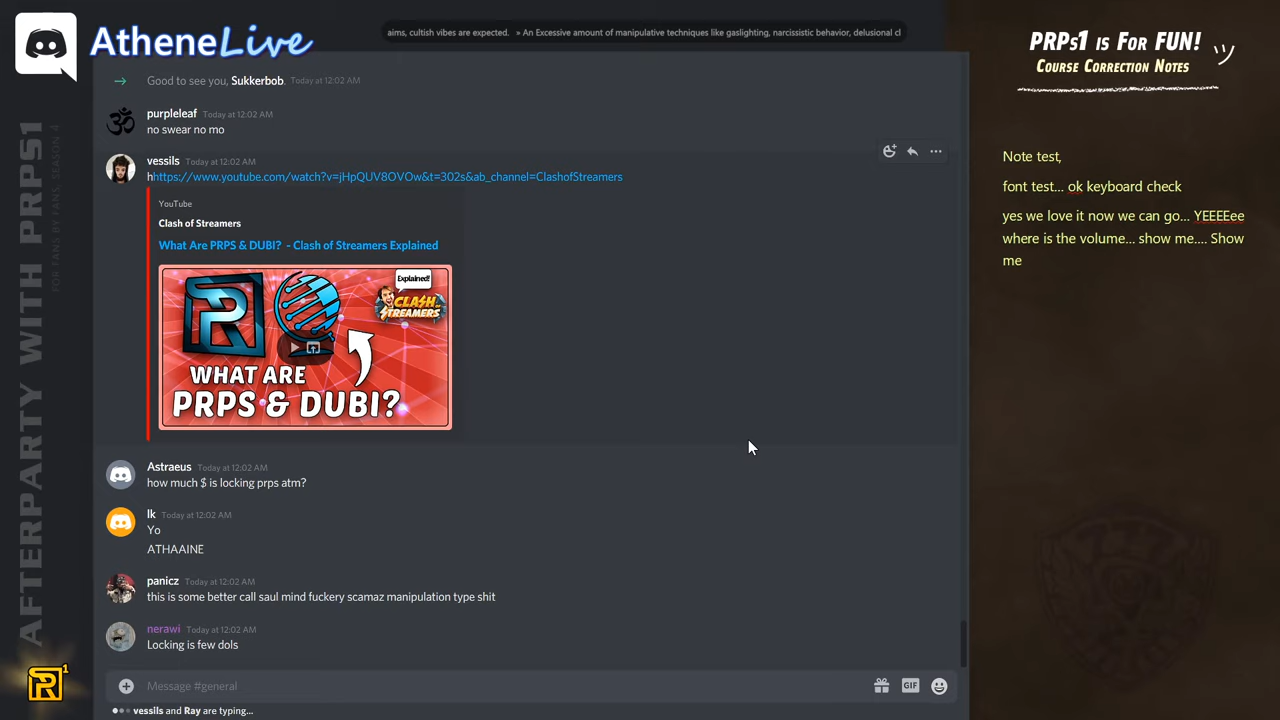 AtheneLive
aims, cultish vibes are expected.   » An Excessive amount of manipulative techniques like gaslighting, narcissistic behavior, delusional cl
PRPs1 is For FUN!
Course Correction Notes
AFTERPARTY WITH PRPS1
FOR FANS BY FANS, SEASON 4
Good to see you, Sukkerbob. Today at 12:02 AM
purpleleaf Today at 12:02 AM
no swear no mo
vessils Today at 12:02 AM
hhttps://www.youtube.com/watch?v=jHpQUV8OVOw&t=302s&ab_channel=ClashofStreamers
YouTube
Clash of Streamers
What Are PRPS & DUBI? - Clash of Streamers Explained
Explained!
CLASH OF STREAMERS
WHAT ARE
PRPS & DUBI?
Astraeus Today at 12:02 AM
how much $ is locking prps atm?
lk Today at 12:02 AM
Yo
ATHAAINE
panicz Today at 12:02 AM
this is some better call saul mind fuckery scamaz manipulation type shit
nerawi Today at 12:02 AM
Locking is few dols
Message #general
GIF
vessils and Ray are typing...
Note test,
font test... ok keyboard check
yes we love it now we can go... YEEEEee
where is the volume... show me.... Show
me
1